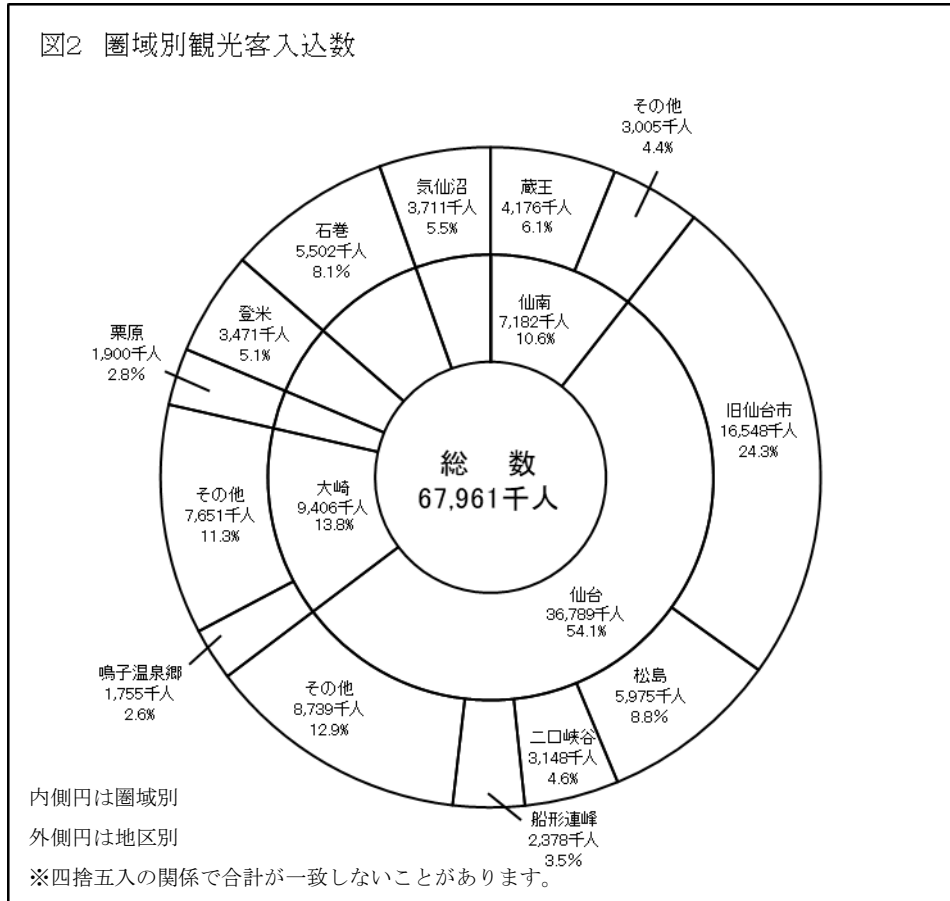 図2 圏域別観光客入込数
その他
3,005千人
4.4%
気仙沼
3,711千人
5.5%
蔵王
4,176千人
6.1%
石巻
5,502千人
8.1%
仙南
7,182千人
10.6%
登米
3,471千人
5.1%
栗原
1,900千人
2.8%
旧仙台市
16,548千人
24.3%
総 数
67,961千人
大崎
9,406千人
13.8%
その他
7,651千人
11.3%
仙台
36,789千人
54.1%
鳴子温泉郷
1,755千人
2.6%
その他
8,739千人
12.9%
松島
5,975千人
8.8%
二口峡谷
3,148千人
4.6%
船形連峰
2,378千人
3.5%
内側円は圏域別
外側円は地区別
※四捨五入の関係で合計が一致しないことがあります。